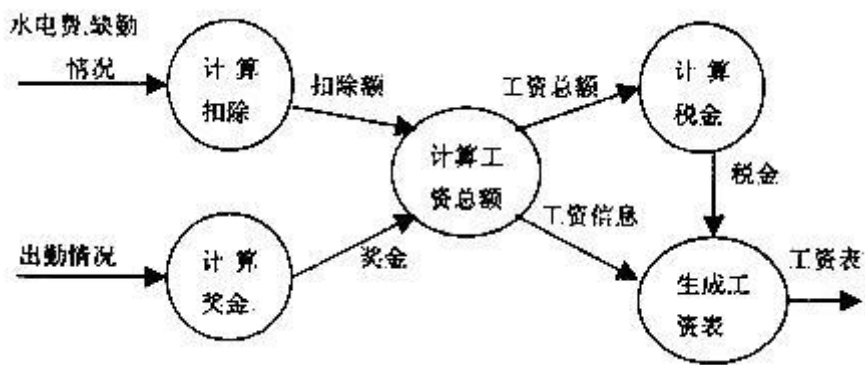 水电费.缺勤
情况
计算
扣除
扣除额
工资总额
计算
税金
计算工
资总额
税金
出勤情况
计算
奖金.
奖金
工资信息
生成工
资表
工资表